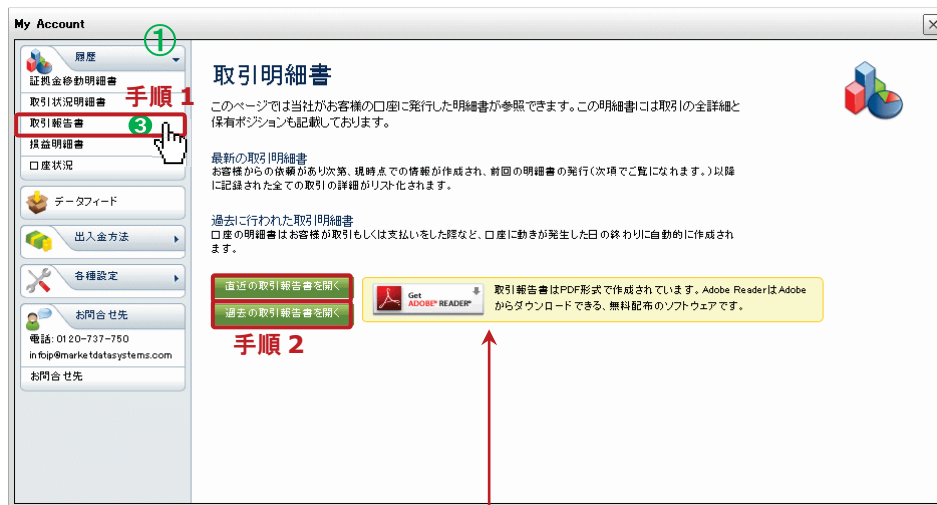 My Account
①
履歴
証拠金移動明細書
取引状況明細書
手順 1
取引報告書
❸
損益明細書
口座状況
データフィード
出入金方法
各種設定
お問合せ先
電話: 0120-737-750
infojp@marketdatasystems.com
お問合せ先
取引明細書
このページでは当社がお客様の口座に発行した明細書が参照できます。この明細書には取引の全詳細と
保有ポジションも記載しております。
最新の取引明細書
お客様からの依頼があり次第、現時点での情報が作成され、前回の明細書の発行(次項でご覧になれます。)以降
に記録された全ての取引の詳細がリスト化されます。
過去に行われた取引明細書
口座の明細書はお客様が取引もしくは支払いをした際など、口座に動きが発生した日の終わりに自動的に作成され
ます。
直近の取引報告書を開く
過去の取引報告書を開く
手順 2
Get
ADOBE® READER®
取引報告書はPDF形式で作成されています。Adobe ReaderはAdobe
からダウンロードできる、無料配布のソフトウェアです。